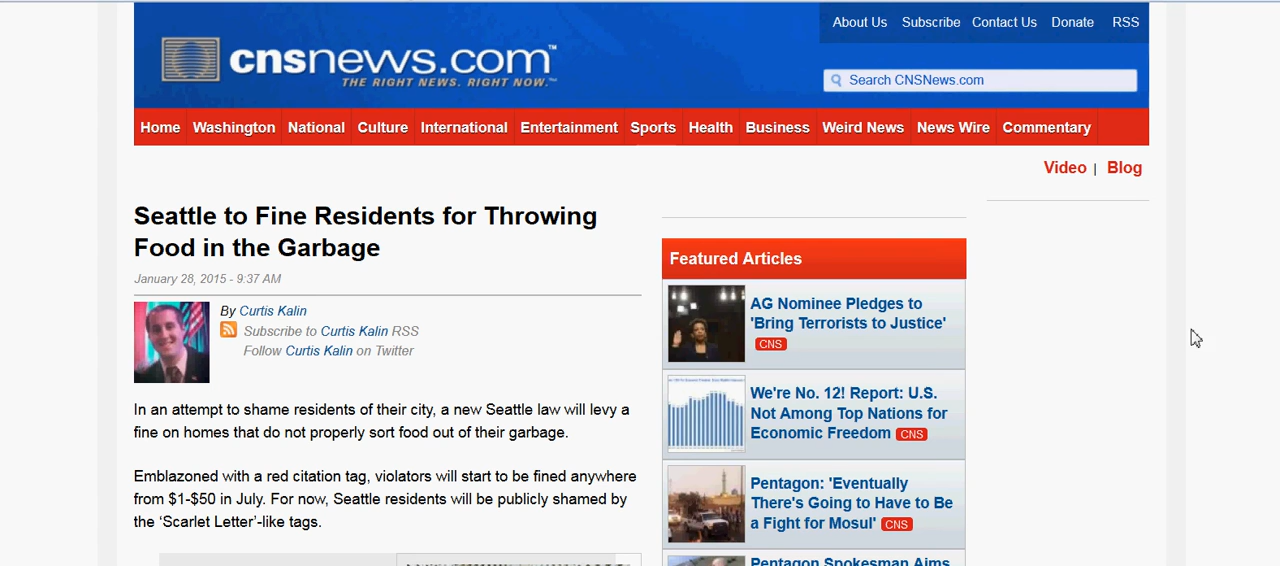 About Us Subscribe Contact Us Donate RSS
cnsnews.com™
THE RIGHT NEWS. RIGHT NOW.™
Search CNSNews.com
Home Washington National Culture International Entertainment Sports Health Business Weird News News Wire Commentary
Video | Blog
Seattle to Fine Residents for Throwing
Food in the Garbage
January 28, 2015 - 9:37 AM
By Curtis Kalin
Subscribe to Curtis Kalin RSS
Follow Curtis Kalin on Twitter
In an attempt to shame residents of their city, a new Seattle law will levy a
fine on homes that do not properly sort food out of their garbage.
Emblazoned with a red citation tag, violators will start to be fined anywhere
from $1-$50 in July. For now, Seattle residents will be publicly shamed by
the ‘Scarlet Letter’-like tags.
Featured Articles
AG Nominee Pledges to
'Bring Terrorists to Justice'
CNS
We're No. 12! Report: U.S.
Not Among Top Nations for
Economic Freedom CNS
Pentagon: 'Eventually
There's Going to Have to Be
a Fight for Mosul' CNS
Pentagon Spokesman Aims